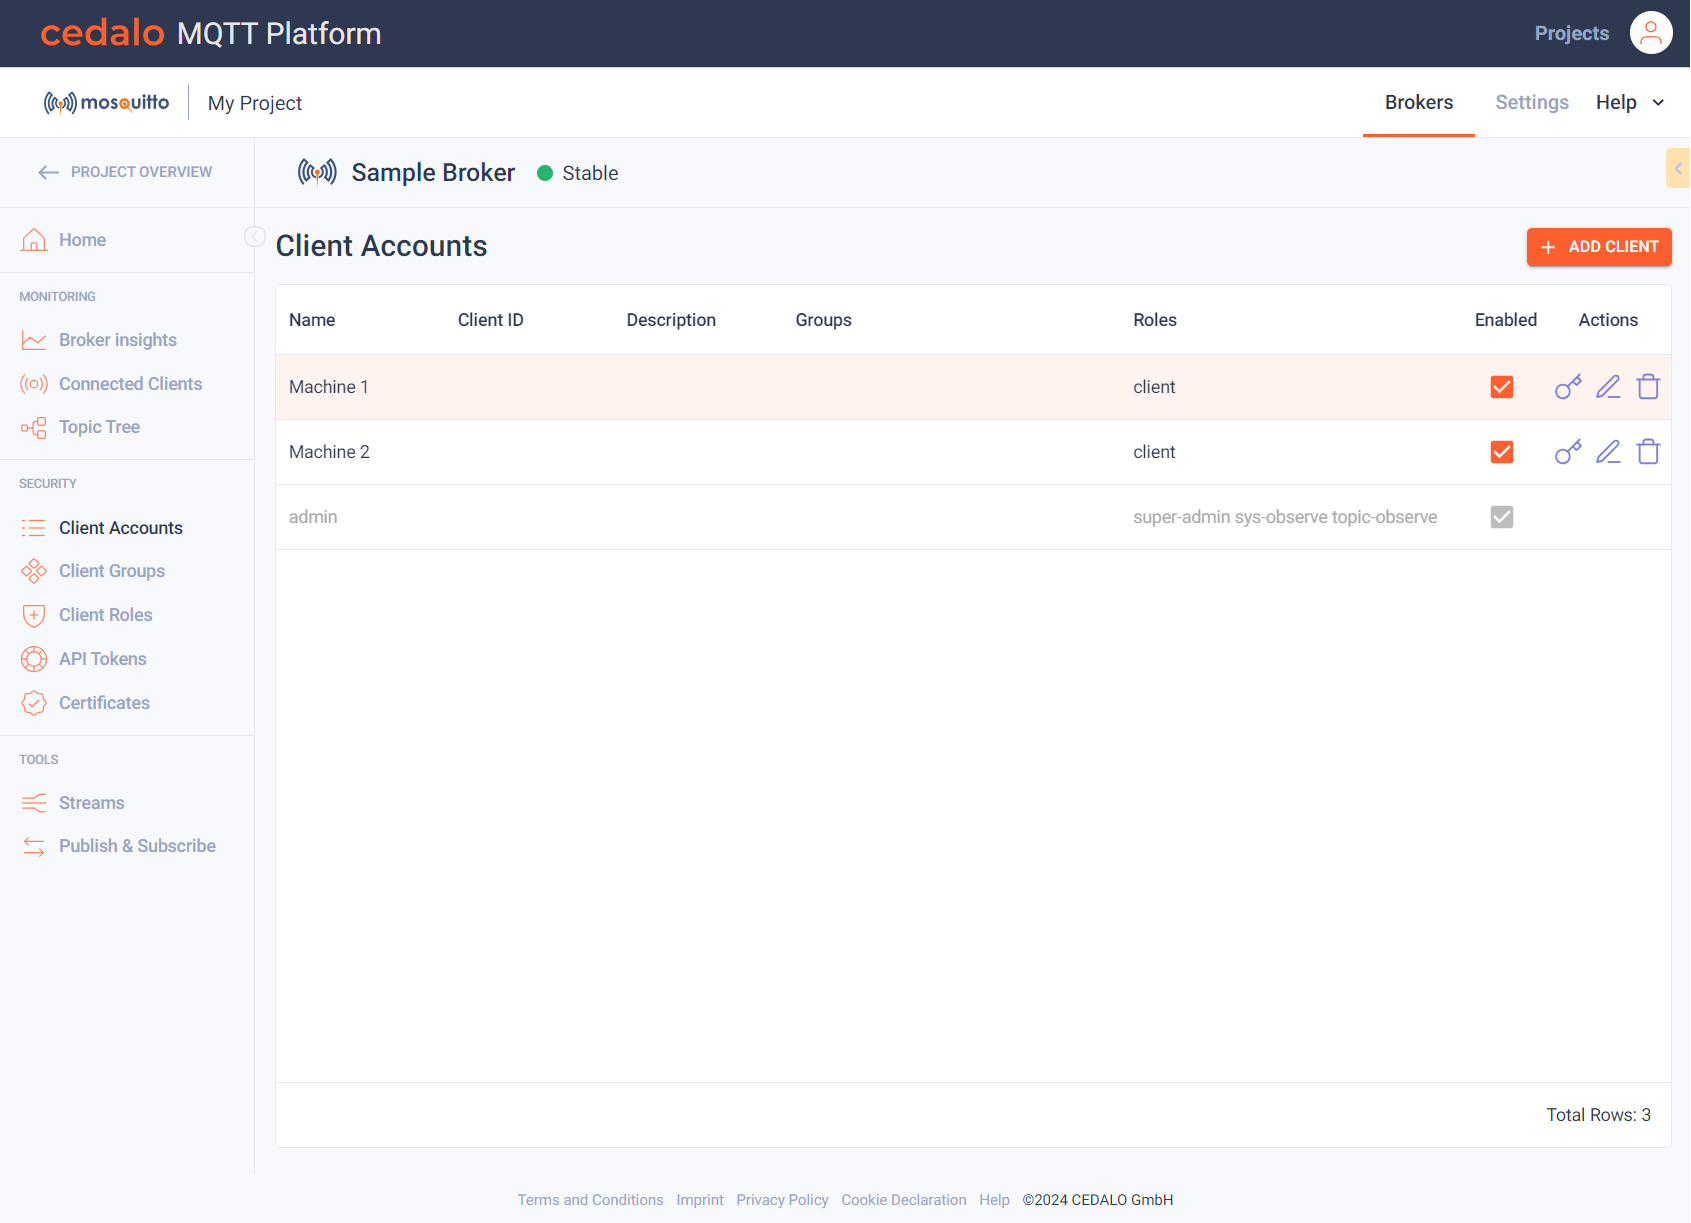 cedalo MQTT Platform
Projects
mosquitto
My Project
Brokers
Settings
Help
PROJECT OVERVIEW
Sample Broker
Stable
Home
Client Accounts
ADD CLIENT
MONITORING
Broker insights
Connected Clients
Topic Tree
SECURITY
Client Accounts
Client Groups
Client Roles
API Tokens
Certificates
TOOLS
Streams
Publish & Subscribe
Name Client ID Description Groups Roles Enabled Actions
Machine 1 client
Machine 2 client
admin super-admin sys-observe topic-observe
Total Rows: 3
Terms and Conditions Imprint Privacy Policy Cookie Declaration Help ©2024 CEDALO GmbH